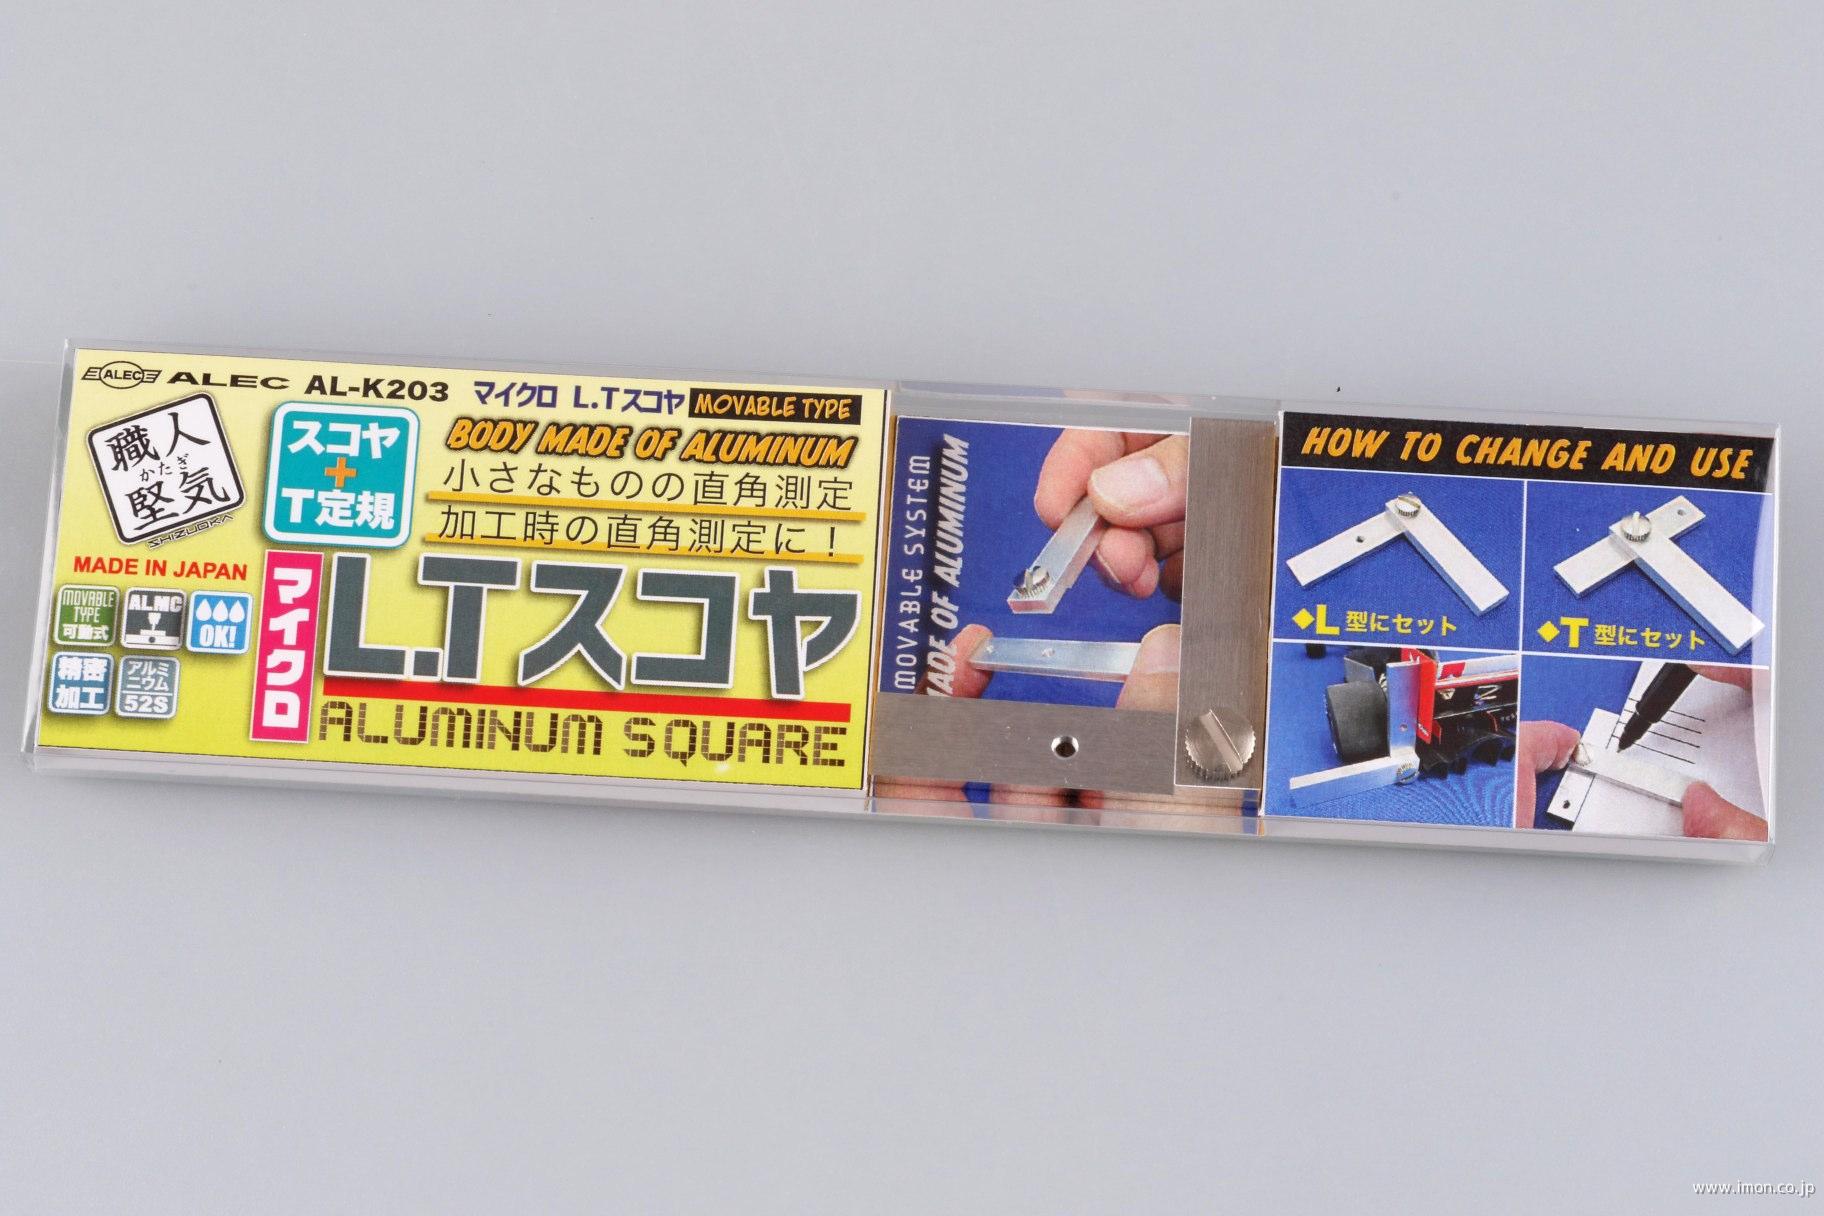 ALEC ALEC AL-K203 マイクロ L.Tスコヤ MOVABLE TYPE
職人
かたぎ
堅気
SHIZUOKA
スコヤ
+
T定規
BODY MADE OF ALUMINUM
小さなものの直角測定
加工時の直角測定に！
MADE IN JAPAN
MOVABLE TYPE 可動式
ALMC
OK!
精密加工
アルミニウム 52S
マイクロ
L.Tスコヤ
ALUMINUM SQUARE
MOVABLE SYSTEM
MADE OF ALUMINUM
HOW TO CHANGE AND USE
◆L型にセット
◆T型にセット
www.imon.co.jp